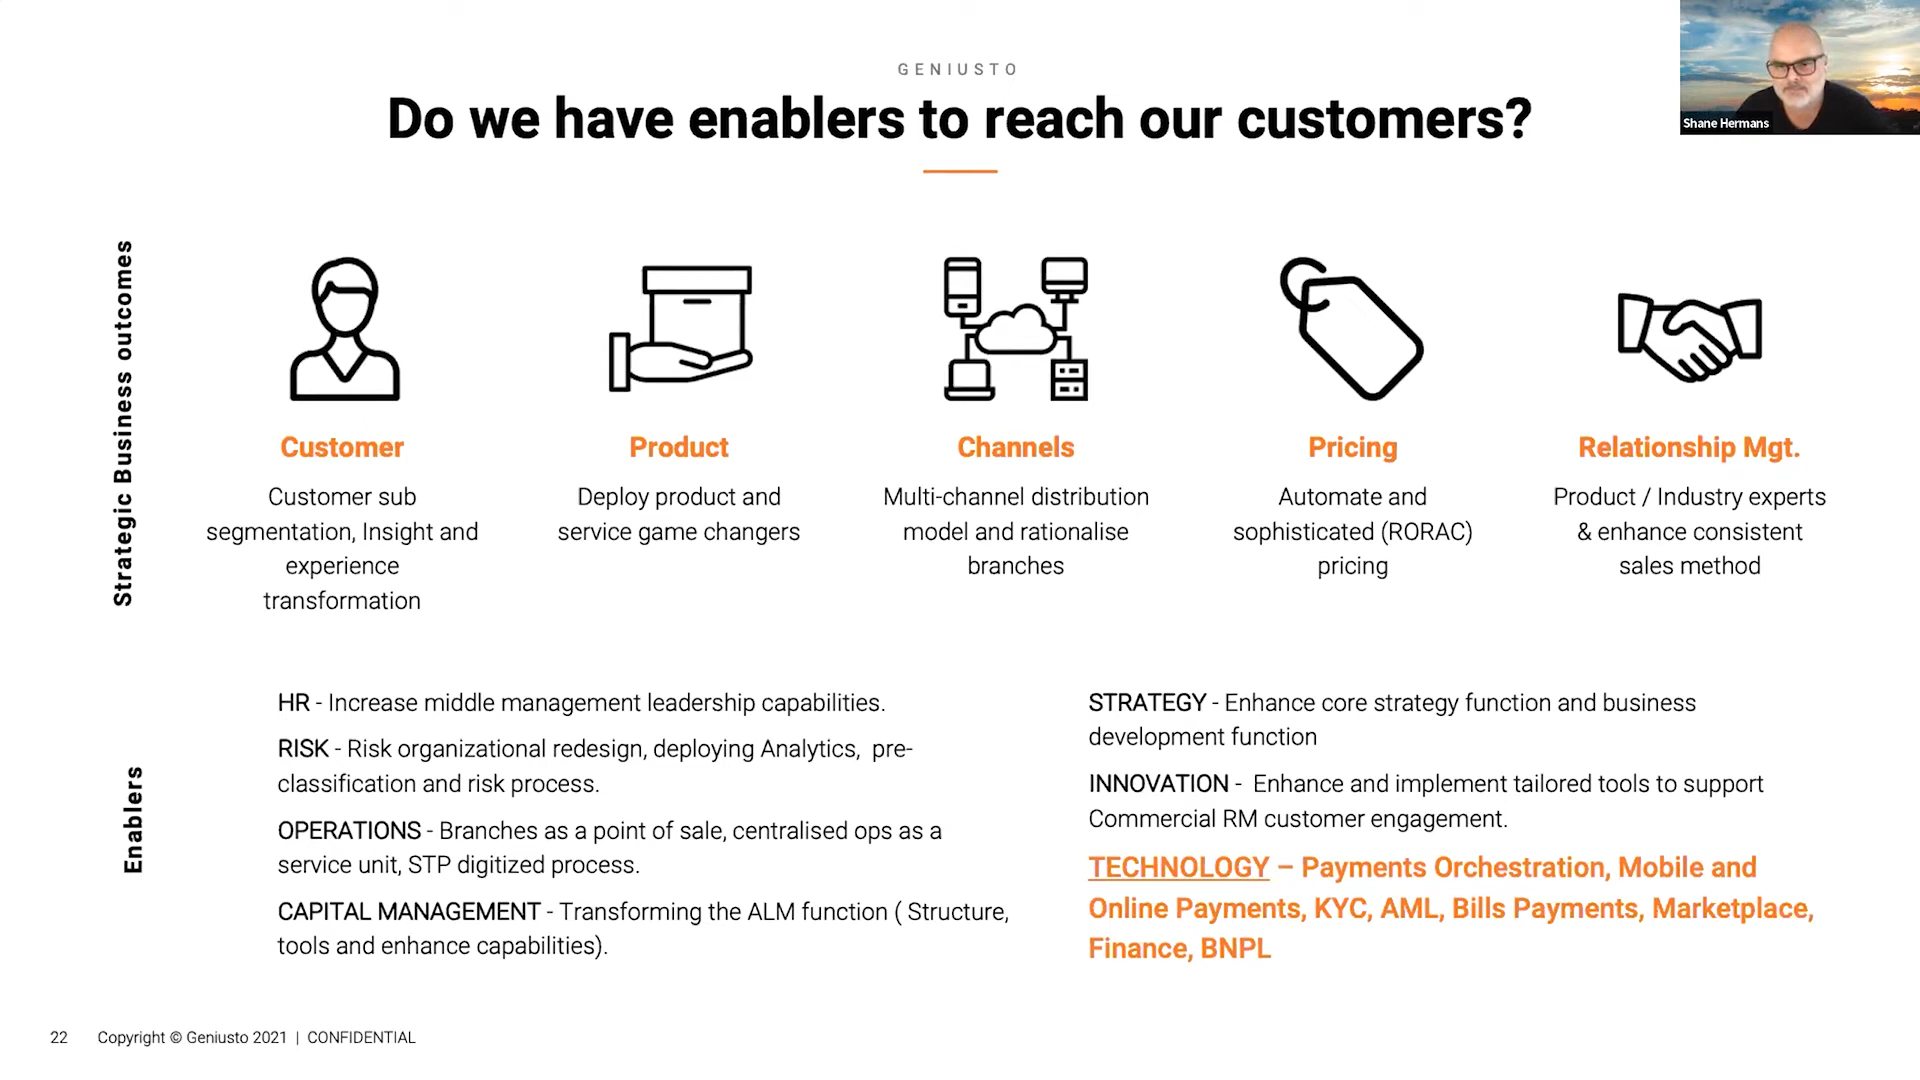 GENIUSTO
Do we have enablers to reach our customers?
Shane Hermans
Strategic Business outcomes
Customer
Customer sub
segmentation, Insight and
experience
transformation
Product
Deploy product and
service game changers
Channels
Multi-channel distribution
model and rationalise
branches
Pricing
Automate and
sophisticated (RORAC)
pricing
Relationship Mgt.
Product / Industry experts
& enhance consistent
sales method
Enablers
HR - Increase middle management leadership capabilities.
RISK - Risk organizational redesign, deploying Analytics,  pre-
classification and risk process.
OPERATIONS - Branches as a point of sale, centralised ops as a
service unit, STP digitized process.
CAPITAL MANAGEMENT - Transforming the ALM function ( Structure,
tools and enhance capabilities).
STRATEGY - Enhance core strategy function and business
development function
INNOVATION -  Enhance and implement tailored tools to support
Commercial RM customer engagement.
TECHNOLOGY – Payments Orchestration, Mobile and
Online Payments, KYC, AML, Bills Payments, Marketplace,
Finance, BNPL
22 Copyright © Geniusto 2021 | CONFIDENTIAL